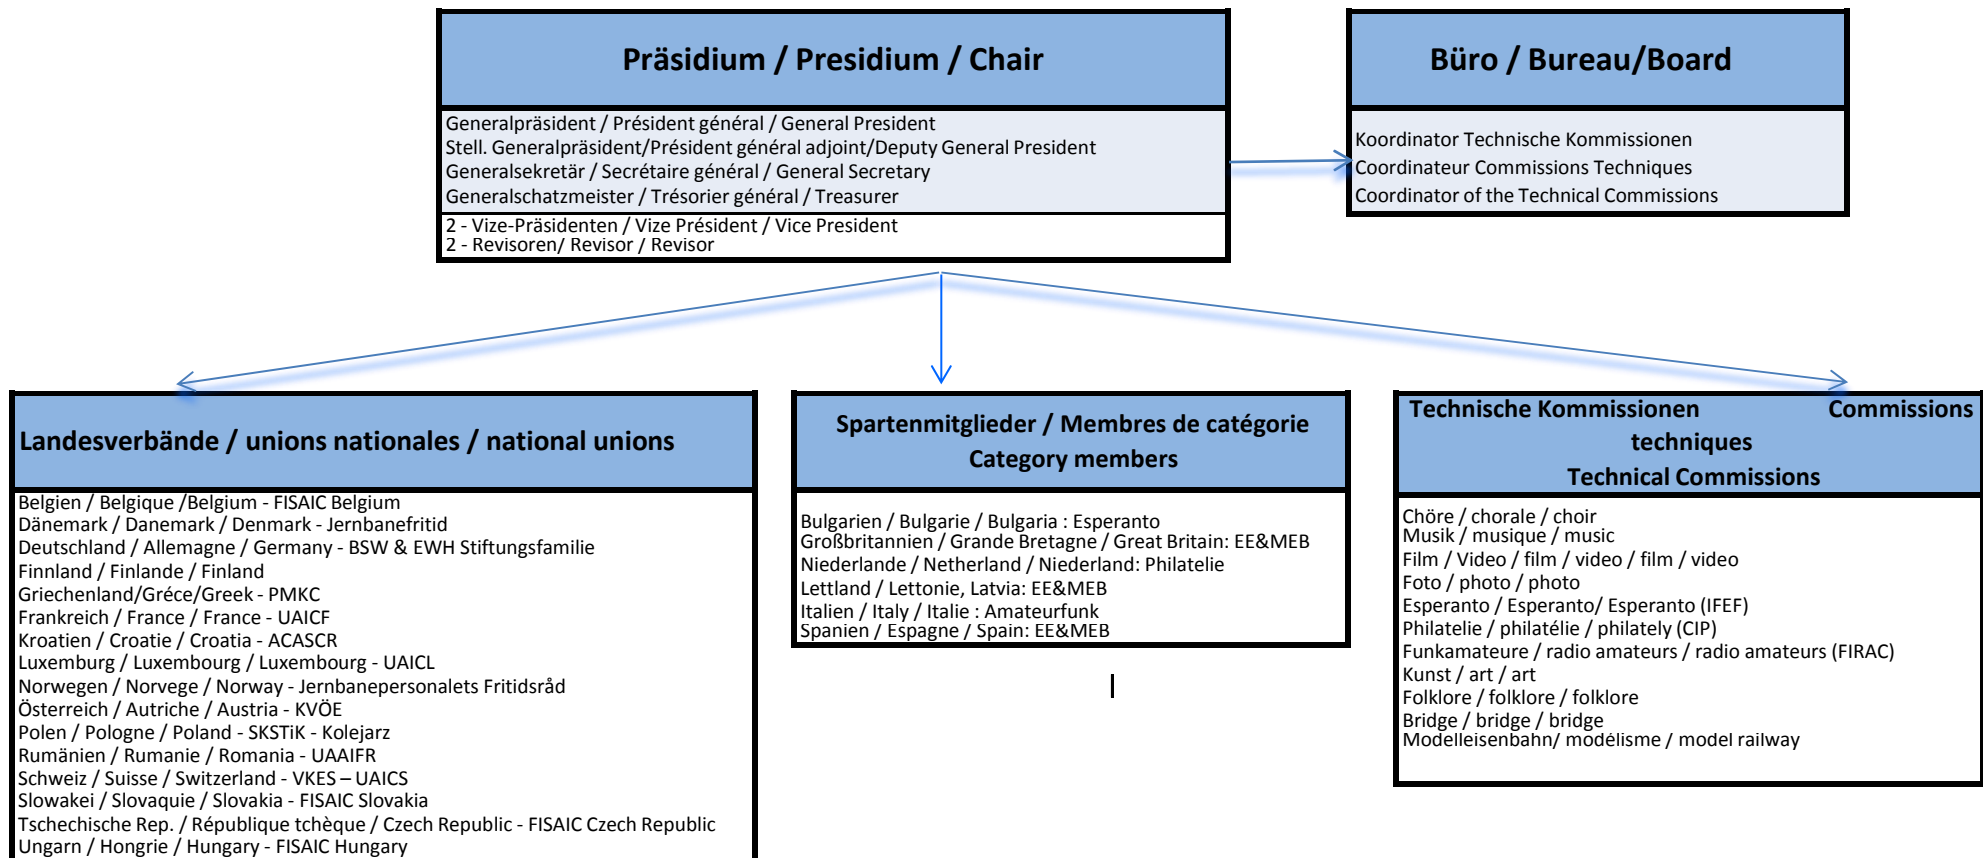 Präsidium / Presidium / Chair
Generalpräsident / Président général / General President
Stell. Generalpräsident/Président général adjoint/Deputy General President
Generalsekretär / Secrétaire général / General Secretary
Generalschatzmeister / Trésorier général / Treasurer
2 - Vize-Präsidenten / Vize Président / Vice President
2 - Revisoren/ Revisor / Revisor
Büro / Bureau/Board
Koordinator Technische Kommissionen
Coordinateur Commissions Techniques
Coordinator of the Technical Commissions
Landesverbände / unions nationales / national unions
Belgien / Belgique /Belgium - FISAIC Belgium
Dänemark / Danemark / Denmark - Jernbanefritid
Deutschland / Allemagne / Germany - BSW & EWH Stiftungsfamilie
Finnland / Finlande / Finland
Griechenland/Gréce/Greek - PMKC
Frankreich / France / France - UAICF
Kroatien / Croatie / Croatia - ACASCR
Luxemburg / Luxembourg / Luxembourg - UAICL
Norwegen / Norvege / Norway - Jernbanepersonalets Fritidsråd
Österreich / Autriche / Austria - KVÖE
Polen / Pologne / Poland - SKSTiK - Kolejarz
Rumänien / Rumanie / Romania - UAAIFR
Schweiz / Suisse / Switzerland - VKES – UAICS
Slowakei / Slovaquie / Slovakia - FISAIC Slovakia
Tschechische Rep. / République tchèque / Czech Republic - FISAIC Czech Republic
Ungarn / Hongrie / Hungary - FISAIC Hungary
Spartenmitglieder / Membres de catégorie
Category members
Bulgarien / Bulgarie / Bulgaria : Esperanto
Großbritannien / Grande Bretagne / Great Britain: EE&MEB
Niederlande / Netherland / Niederland: Philatelie
Lettland / Lettonie, Latvia: EE&MEB
Italien / Italy / Italie : Amateurfunk
Spanien / Espagne / Spain: EE&MEB
Technische Kommissionen Commissions
techniques
Technical Commissions
Chöre / chorale / choir
Musik / musique / music
Film / Video / film / video / film / video
Foto / photo / photo
Esperanto / Esperanto/ Esperanto (IFEF)
Philatelie / philatélie / philately (CIP)
Funkamateure / radio amateurs / radio amateurs (FIRAC)
Kunst / art / art
Folklore / folklore / folklore
Bridge / bridge / bridge
Modelleisenbahn/ modélisme / model railway